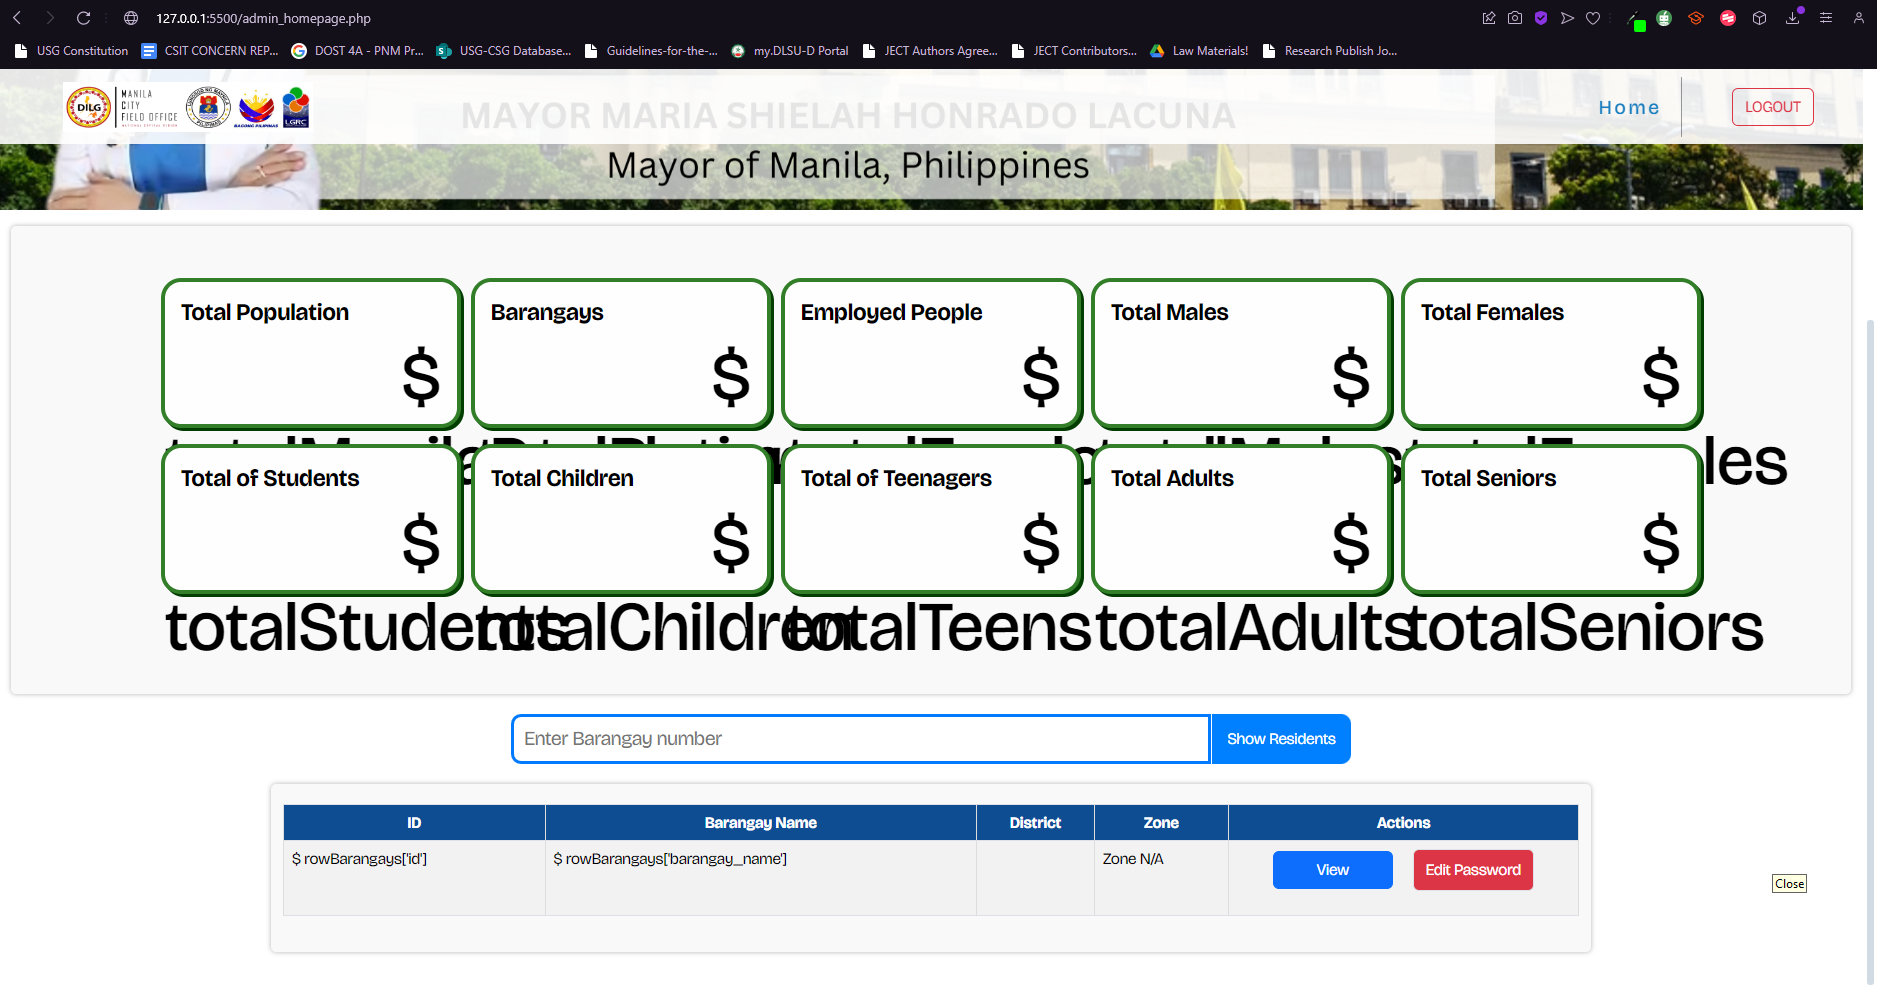 127.0.0.1:5500/admin_homepage.php
USG Constitution
CSIT CONCERN REP...
DOST 4A - PNM Pr...
USG-CSG Database...
Guidelines-for-the-...
my.DLSU-D Portal
JECT Authors Agree...
JECT Contributors...
Law Materials!
Research Publish Jo...
DILG
MANILA
CITY
FIELD OFFICE
BAGONG PILIPINAS
LGRC
MAYOR MARIA SHEILAH HONRADO LACUNA
Mayor of Manila, Philippines
Home
LOGOUT
Total Population
$
Barangays
$
Employed People
$
Total Males
$
Total Females
$
les
Total of Students
$
totalStudents
Total Children
$
totalChildren
Total of Teenagers
$
totalTeens
Total Adults
$
totalAdults
Total Seniors
$
totalSeniors
Enter Barangay number
Show Residents
ID
Barangay Name
District
Zone
Actions
$ rowBarangays['id']
$ rowBarangays['barangay_name']
Zone N/A
View
Edit Password
Close